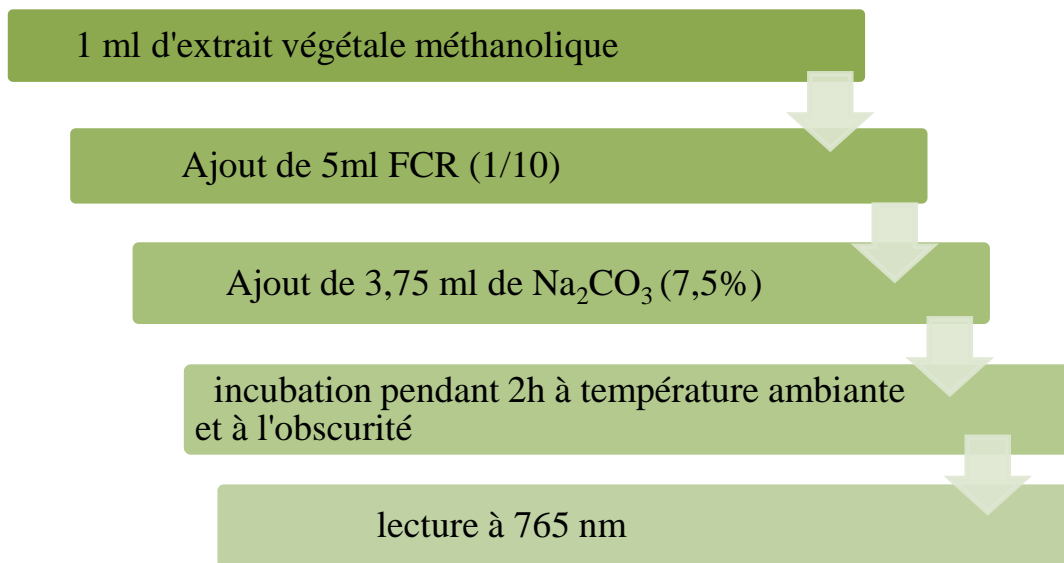 1 ml d'extrait végétale méthanolique
Ajout de 5ml FCR (1/10)
Ajout de 3,75 ml de Na₂CO₃ (7,5%)
incubation pendant 2h à température ambiante
et à l'obscurité
lecture à 765 nm